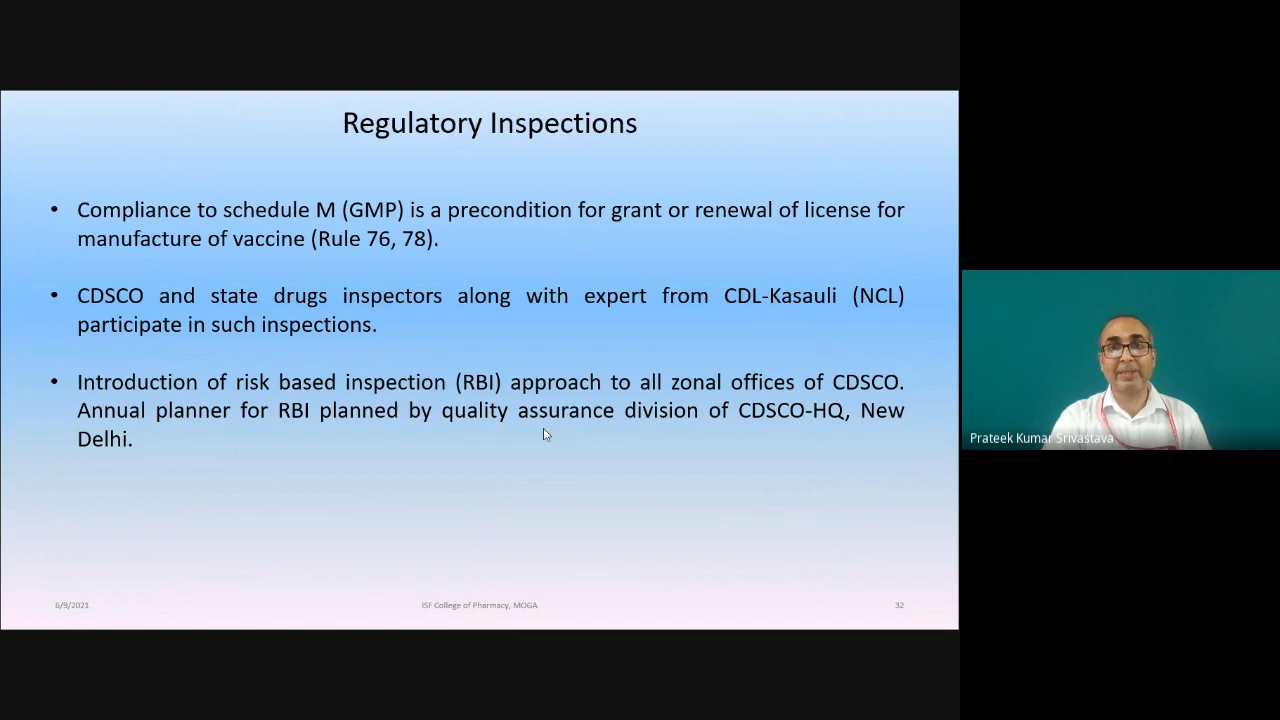 Regulatory Inspections
• Compliance to schedule M (GMP) is a precondition for grant or renewal of license for
manufacture of vaccine (Rule 76, 78).
• CDSCO and state drugs inspectors along with expert from CDL-Kasauli (NCL)
participate in such inspections.
• Introduction of risk based inspection (RBI) approach to all zonal offices of CDSCO.
Annual planner for RBI planned by quality assurance division of CDSCO-HQ, New
Delhi.
6/9/2021
ISF College of Pharmacy, MOGA
32
Prateek Kumar Srivastava